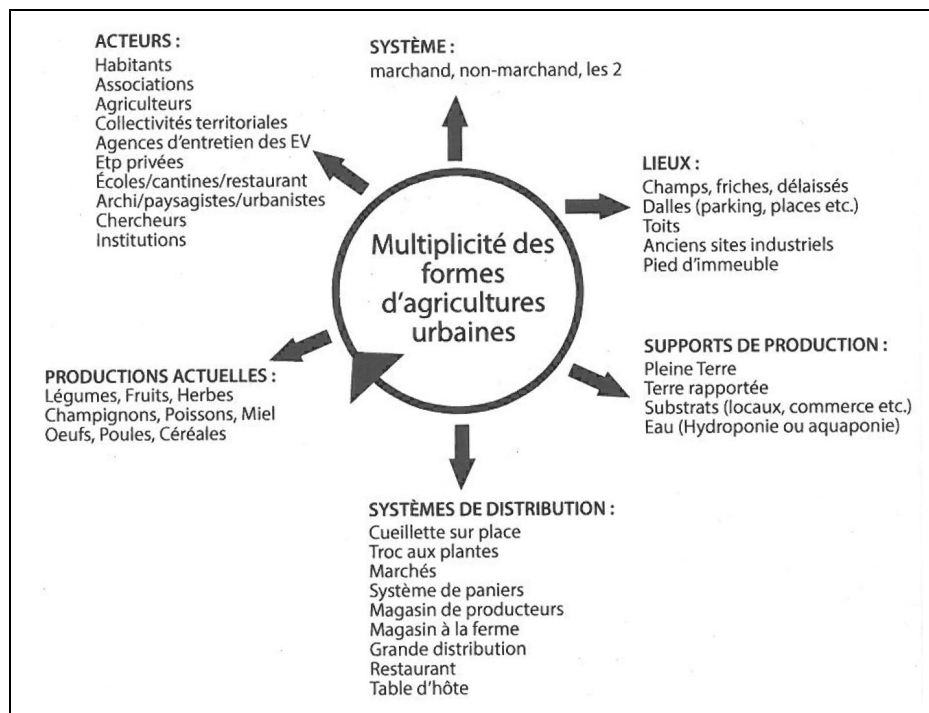 ACTEURS :
Habitants
Associations
Agriculteurs
Collectivités territoriales
Agences d'entretien des EV
Etp privées
Écoles/cantines/restaurant
Archi/paysagistes/urbanistes
Chercheurs
Institutions
SYSTÈME :
marchand, non-marchand, les 2
LIEUX :
Champs, friches, délaissés
Dalles (parking, places etc.)
Toits
Anciens sites industriels
Pied d'immeuble
Multiplicité des
formes
d'agricultures
urbaines
SUPPORTS DE PRODUCTION :
Pleine Terre
Terre rapportée
Substrats (locaux, commerce etc.)
Eau (Hydroponie ou aquaponie)
PRODUCTIONS ACTUELLES :
Légumes, Fruits, Herbes
Champignons, Poissons, Miel
Oeufs, Poules, Céréales
SYSTÈMES DE DISTRIBUTION :
Cueillette sur place
Troc aux plantes
Marchés
Système de paniers
Magasin de producteurs
Magasin à la ferme
Grande distribution
Restaurant
Table d'hôte